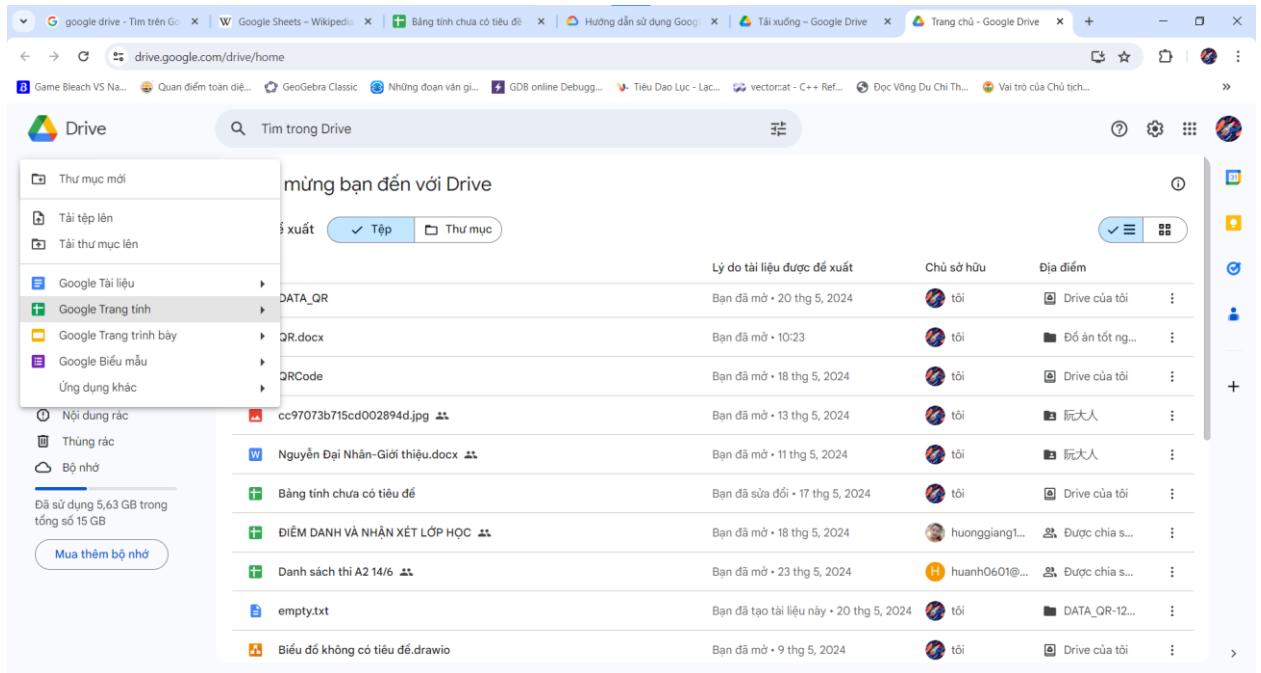 google drive - Tìm trên Go
Google Sheets – Wikipedia
Bảng tính chưa có tiêu đề
Hướng dẫn sử dụng Googl
Tải xuống – Google Drive
Trang chủ - Google Drive
drive.google.com/drive/home
Game Bleach VS Na...
Quan điểm toàn diệ...
GeoGebra Classic
Những đoạn văn gi...
GDB online Debugg...
Tiêu Dao Lục - Lạc...
vector::at - C++ Ref...
Đọc Võng Du Chi Th...
Vai trò của Chủ tịch...
Drive
Tìm trong Drive
Thư mục mới
Tải tệp lên
Tải thư mục lên
Google Tài liệu
Google Trang tính
Google Trang trình bày
Google Biểu mẫu
Ứng dụng khác
Nội dung rác
Thùng rác
Bộ nhớ
Đã sử dụng 5,63 GB trong
tổng số 15 GB
Mua thêm bộ nhớ
mừng bạn đến với Drive
xuất
Tệp
Thư mục
Lý do tài liệu được đề xuất Chủ sở hữu Địa điểm
DATA_QR Bạn đã mở • 20 thg 5, 2024 tôi Drive của tôi
QR.docx Bạn đã mở • 10:23 tôi Đồ án tốt ng...
QRCode Bạn đã mở • 18 thg 5, 2024 tôi Drive của tôi
cc97073b715cd002894d.jpg Bạn đã mở • 13 thg 5, 2024 tôi 阮大人
Nguyễn Đại Nhân-Giới thiệu.docx Bạn đã mở • 11 thg 5, 2024 tôi 阮大人
Bảng tính chưa có tiêu đề Bạn đã sửa đổi • 17 thg 5, 2024 tôi Drive của tôi
ĐIỂM DANH VÀ NHẬN XÉT LỚP HỌC Bạn đã mở • 18 thg 5, 2024 huonggiang1... Được chia s...
Danh sách thi A2 14/6 Bạn đã mở • 23 thg 5, 2024 H huanh0601@... Được chia s...
empty.txt Bạn đã tạo tài liệu này • 20 thg 5, 2024 tôi DATA_QR-12...
Biểu đồ không có tiêu đề.drawio Bạn đã mở • 9 thg 5, 2024 tôi Drive của tôi